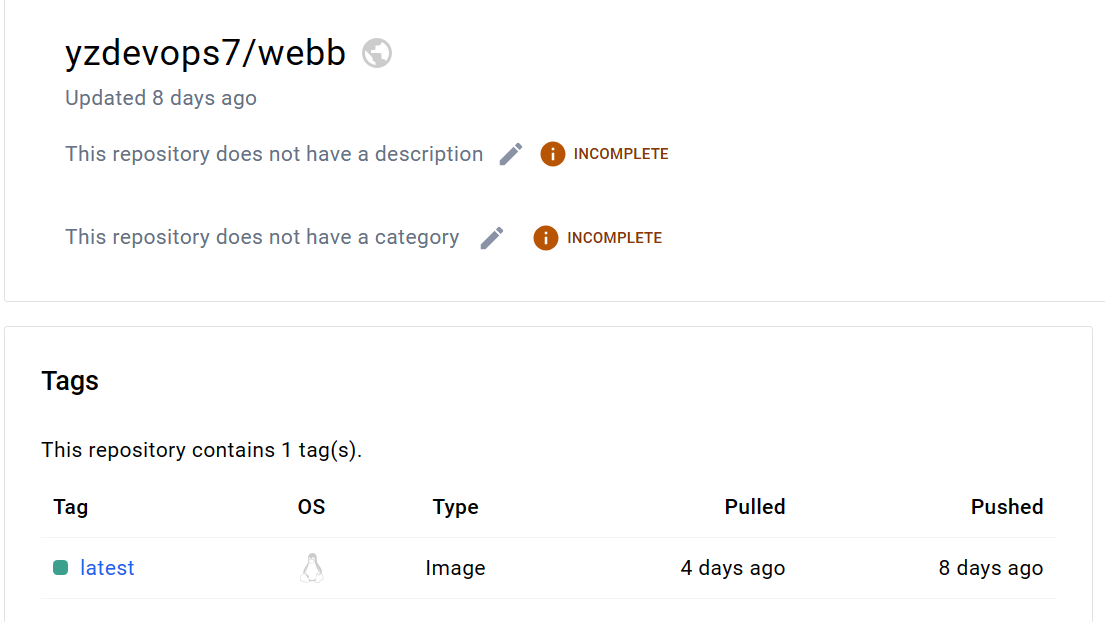 yzdevops7/webb
Updated 8 days ago
This repository does not have a description INCOMPLETE
This repository does not have a category INCOMPLETE
Tags
This repository contains 1 tag(s).
Tag OS Type Pulled Pushed
latest Image 4 days ago 8 days ago